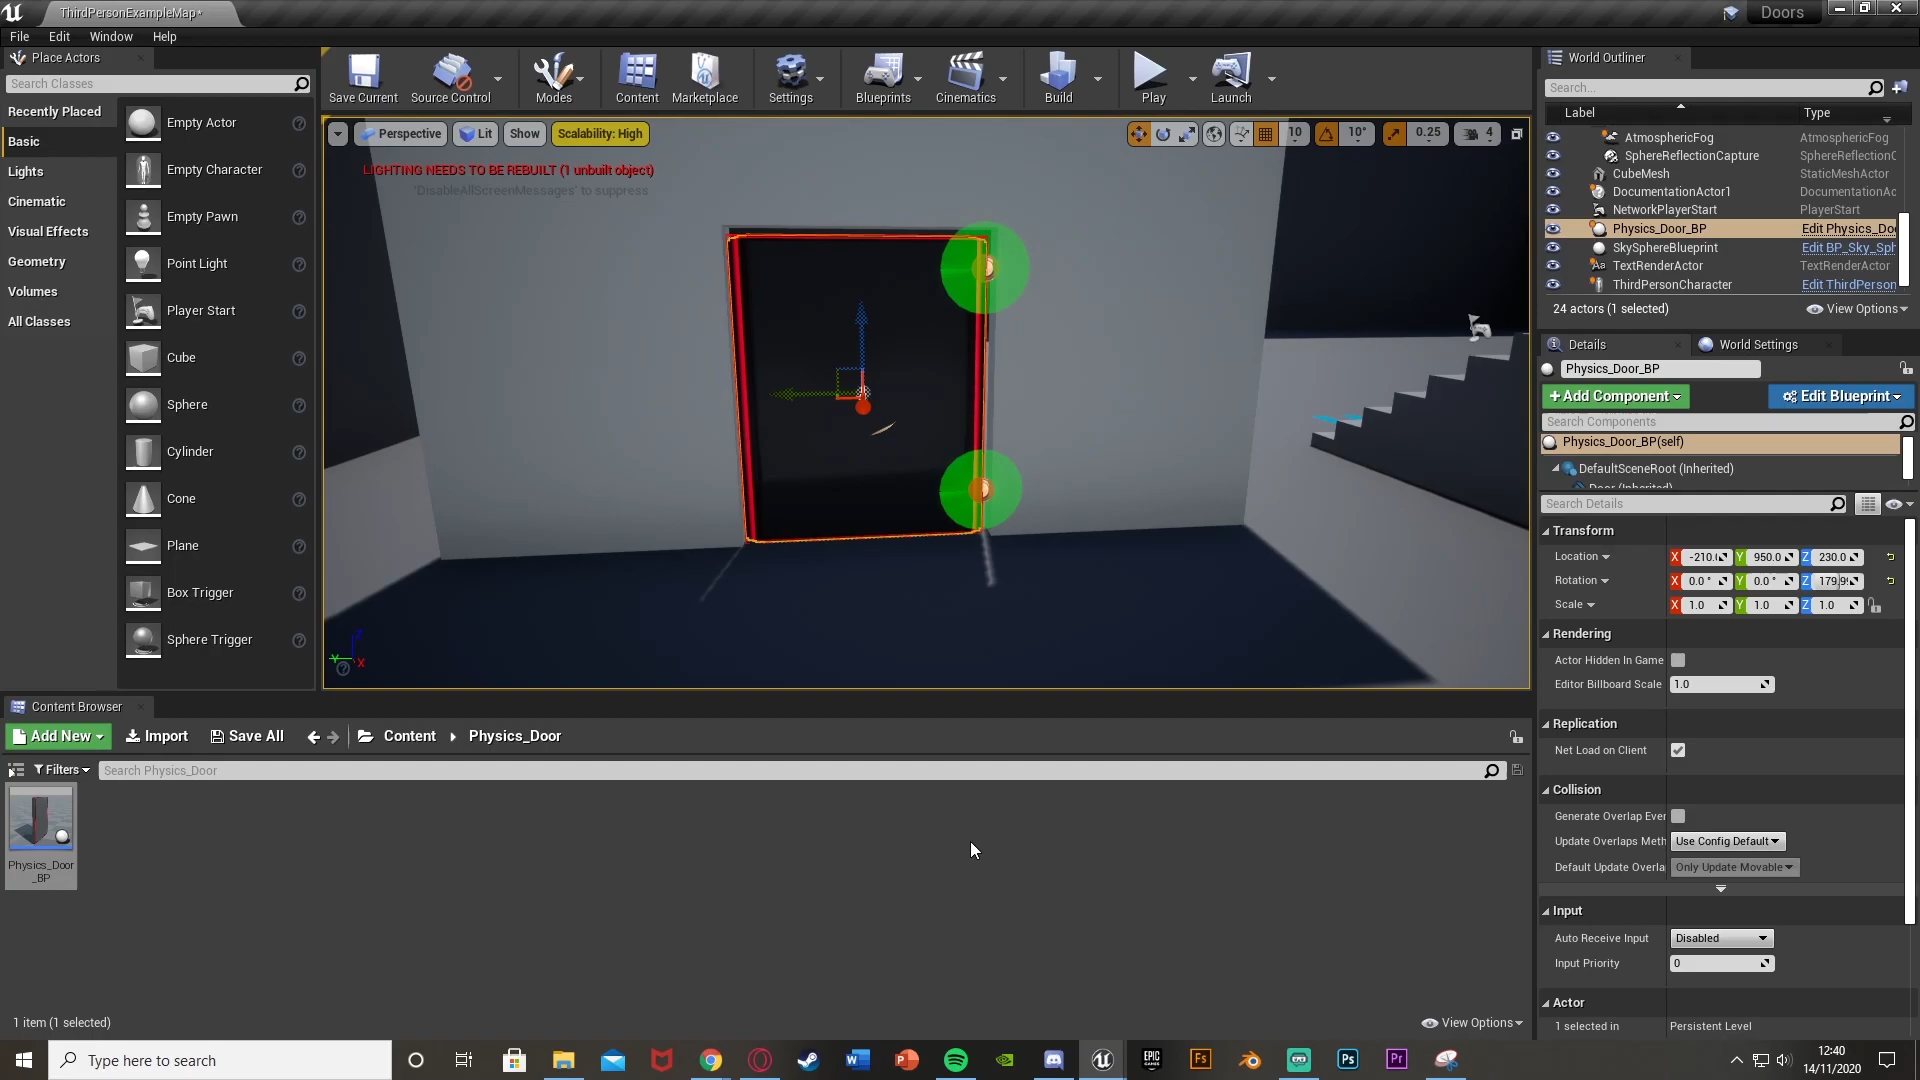 ThirdPersonExampleMap*
Doors
File Edit Window Help
Place Actors
Search Classes
Recently Placed
Basic
Lights
Cinematic
Visual Effects
Geometry
Volumes
All Classes
Empty Actor
Empty Character
Empty Pawn
Point Light
Player Start
Cube
Sphere
Cylinder
Cone
Plane
Box Trigger
Sphere Trigger
Save Current
Source Control
Modes
Content
Marketplace
Settings
Blueprints
Cinematics
Build
Play
Launch
Perspective Lit Show Scalability: High
10 10° 0.25 4
LIGHTING NEEDS TO BE REBUILT (1 unbuilt object)
'DisableAllScreenMessages' to suppress
Z
Y X
World Outliner
Search...
Label Type
AtmosphericFog AtmosphericFog
SphereReflectionCapture SphereReflectionC
CubeMesh StaticMeshActor
DocumentationActor1 DocumentationAc
NetworkPlayerStart PlayerStart
Physics_Door_BP Edit Physics_Doo
SkySphereBlueprint Edit BP_Sky_Sph
TextRenderActor TextRenderActor
ThirdPersonCharacter Edit ThirdPerson
24 actors (1 selected) View Options
Details World Settings
Physics_Door_BP
+Add Component Edit Blueprint
Search Components
Physics_Door_BP(self)
DefaultSceneRoot (Inherited)
Door (Inherited)
Search Details
Transform
Location X -210.( Y 950.0 Z 230.0
Rotation X 0.0 ° Y 0.0 ° Z 179.9
Scale X 1.0 Y 1.0 Z 1.0
Rendering
Actor Hidden In Game
Editor Billboard Scale 1.0
Replication
Net Load on Client
Collision
Generate Overlap Ever
Update Overlaps Meth Use Config Default
Default Update Overla Only Update Movable
Input
Auto Receive Input Disabled
Input Priority 0
Actor
1 selected in Persistent Level
Content Browser
Add New Import Save All Content Physics_Door
Filters Search Physics_Door
Physics_Door
_BP
1 item (1 selected) View Options
Type here to search
W P EPIC GAMES Fs Ps Pr
12:40
14/11/2020